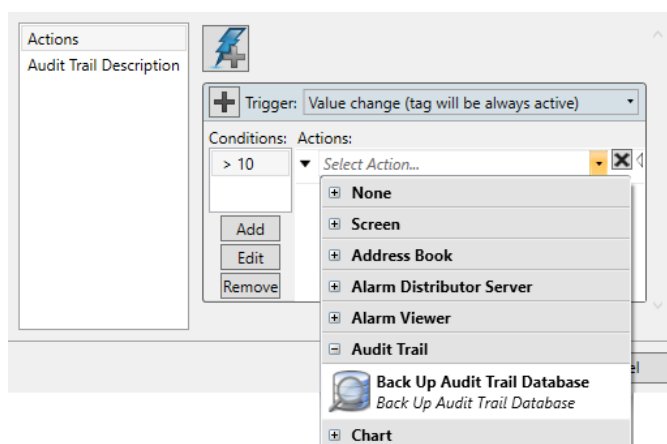 Actions
Audit Trail Description
Trigger: Value change (tag will be always active)
Conditions: Actions:
> 10 Select Action...
Add
Edit
Remove
None
Screen
Address Book
Alarm Distributor Server
Alarm Viewer
Audit Trail
Back Up Audit Trail Database
Back Up Audit Trail Database
Chart